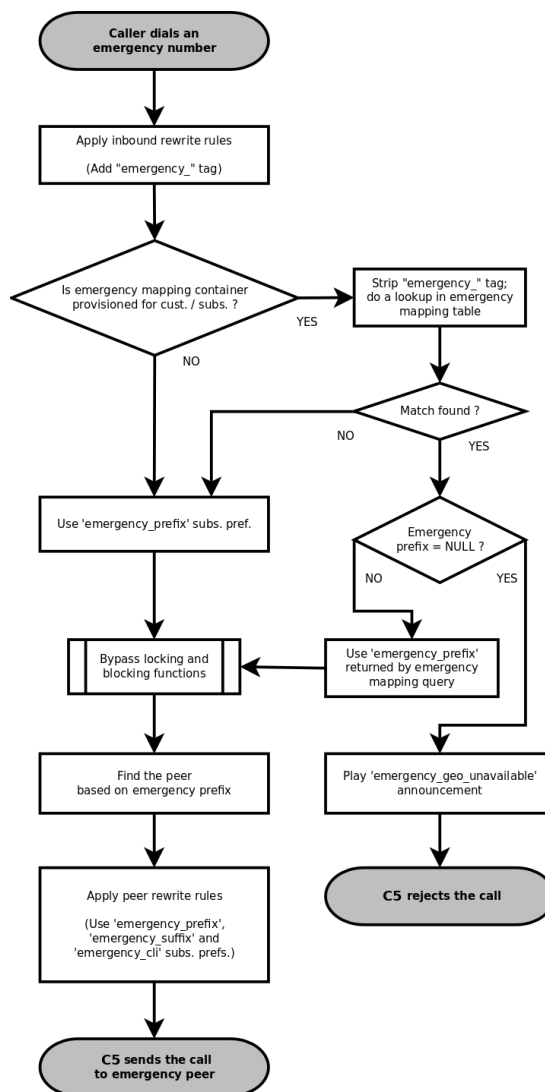 Caller dials an
emergency number
Apply inbound rewrite rules
(Add "emergency_" tag)
Is emergency mapping container
provisioned for cust. / subs. ?
YES
NO
Strip "emergency_" tag;
do a lookup in emergency
mapping table
Match found ?
NO
YES
Use 'emergency_prefix' subs. pref.
Emergency
prefix = NULL ?
NO
YES
Bypass locking and
blocking functions
Use 'emergency_prefix'
returned by emergency
mapping query
Find the peer
based on emergency prefix
Play 'emergency_geo_unavailable'
announcement
Apply peer rewrite rules
(Use 'emergency_prefix',
'emergency_suffix' and
'emergency_cli' subs. prefs.)
C5 rejects the call
C5 sends the call
to emergency peer